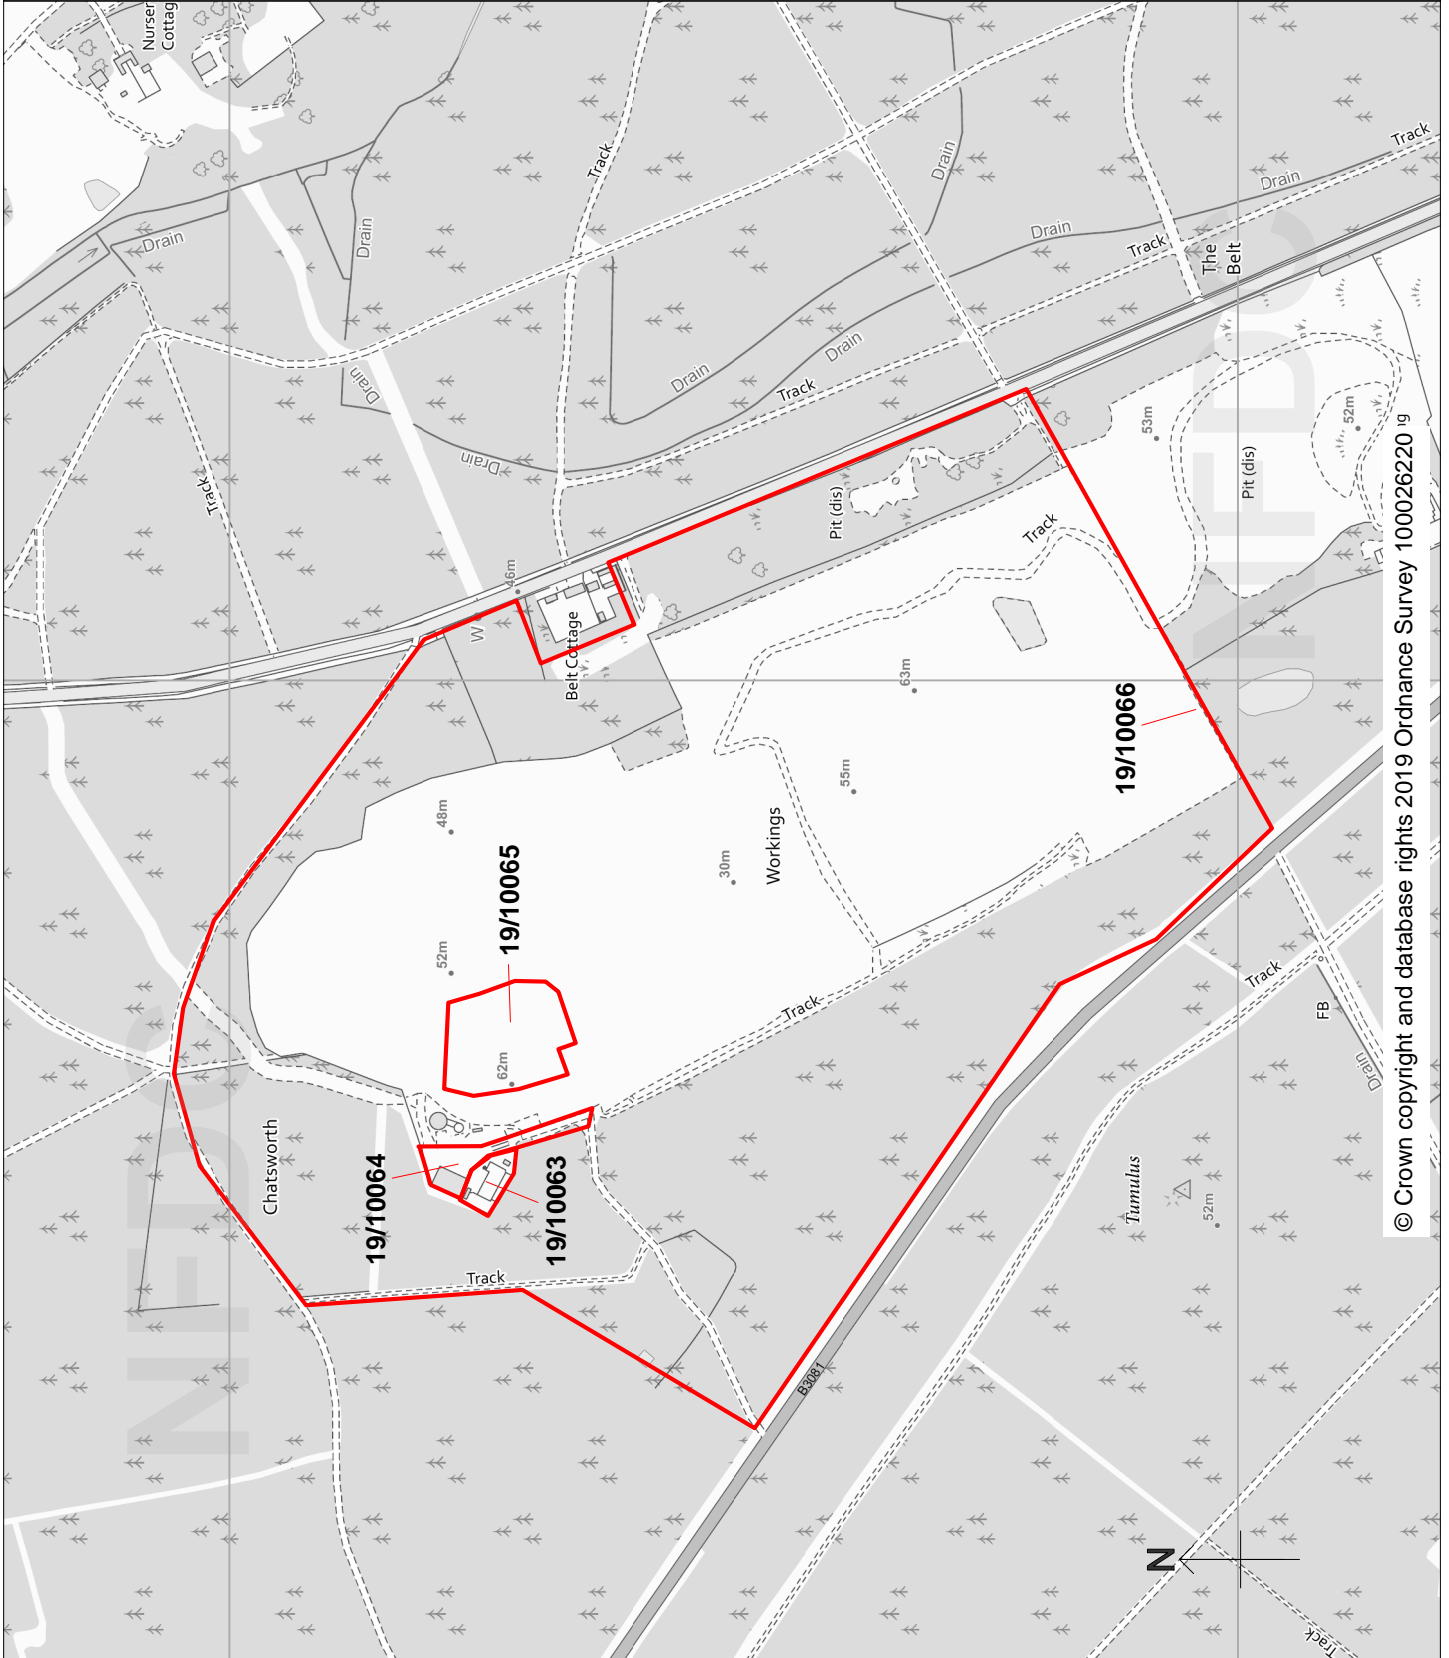 Nurser
Cottag
Drain
Drain
Track
Drain
Drain
Track
The
Belt
Drain
Track
Track
Drain
Drain
Drain
Drain
Track
46m
W
Belt Cottage
Pit (dis)
Track
53m
52m
Pit (dis)
63m
19/10066
55m
48m
30m
Workings
52m
19/10065
62m
Track
Track
FB
Drain
Chatsworth
19/10064
19/10063
Track
Tumulus
52m
B3081
N
Track
NFDC
NFDC
© Crown copyright and database rights 2019 Ordnance Survey 100026220